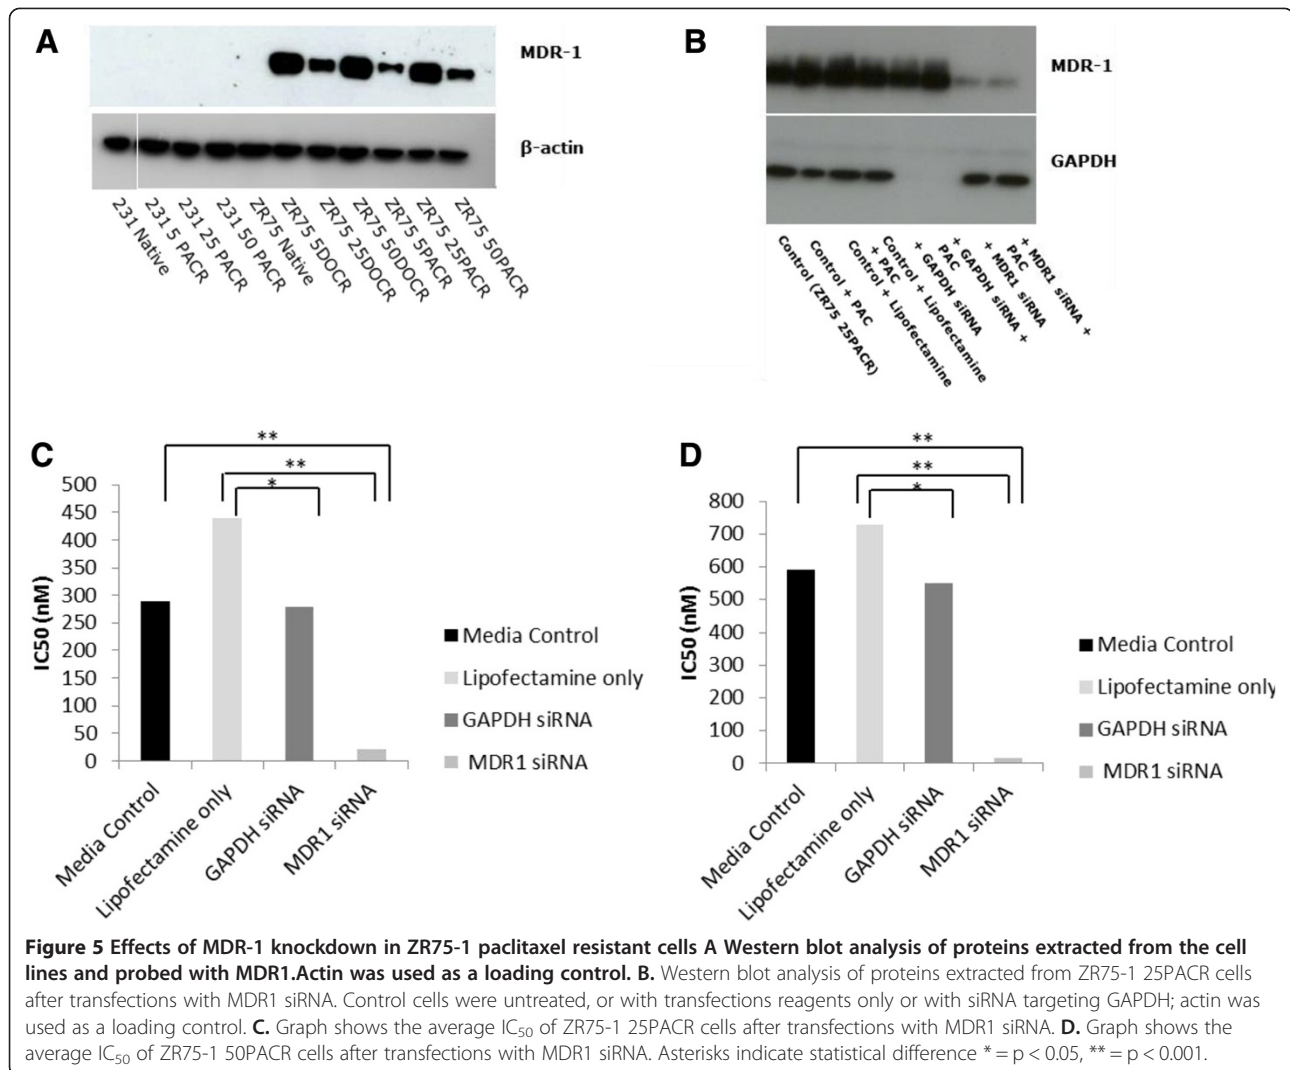 A
MDR-1
β-actin
231 Native
231 5 PACR
231 25 PACR
231 50 PACR
ZR75 Native
ZR75 5DOCR
ZR75 25DOCR
ZR75 50DOCR
ZR75 5PACR
ZR75 25PACR
ZR75 50PACR
B
MDR-1
GAPDH
Control (ZR75 25PACR)
Control + PAC
Control + Lipofectamine
+ PAC
Control + Lipofectamine
+ GAPDH siRNA
+ GAPDH siRNA +
PAC
+ MDR1 siRNA
+ MDR1 siRNA +
PAC
C
**
**
*
500
450
400
350
300
250
200
150
100
50
0
IC50 (nM)
Media Control
Lipofectamine only
GAPDH siRNA
MDR1 siRNA
Media Control
Lipofectamine only
GAPDH siRNA
MDR1 siRNA
D
**
**
*
800
700
600
500
400
300
200
100
0
IC50 (nM)
Media Control
Lipofectamine only
GAPDH siRNA
MDR1 siRNA
Media Control
Lipofectamine only
GAPDH siRNA
MDR1 siRNA
Figure 5 Effects of MDR-1 knockdown in ZR75-1 paclitaxel resistant cells A Western blot analysis of proteins extracted from the cell
lines and probed with MDR1.Actin was used as a loading control. B. Western blot analysis of proteins extracted from ZR75-1 25PACR cells
after transfections with MDR1 siRNA. Control cells were untreated, or with transfections reagents only or with siRNA targeting GAPDH; actin was
used as a loading control. C. Graph shows the average IC50 of ZR75-1 25PACR cells after transfections with MDR1 siRNA. D. Graph shows the
average IC50 of ZR75-1 50PACR cells after transfections with MDR1 siRNA. Asterisks indicate statistical difference * = p < 0.05, ** = p < 0.001.